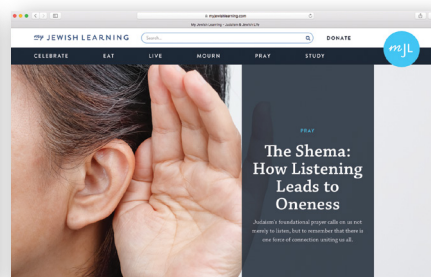 myjewishlearning.com
My Jewish Learning - Judaism & Jewish Life
MY JEWISH LEARNING
Search...
DONATE
mJL
CELEBRATE EAT LIVE MOURN PRAY STUDY
PRAY
The Shema:
How Listening
Leads to
Oneness
Judaism's foundational prayer calls on us not
merely to listen, but to remember that there is
one force of connection uniting us all.